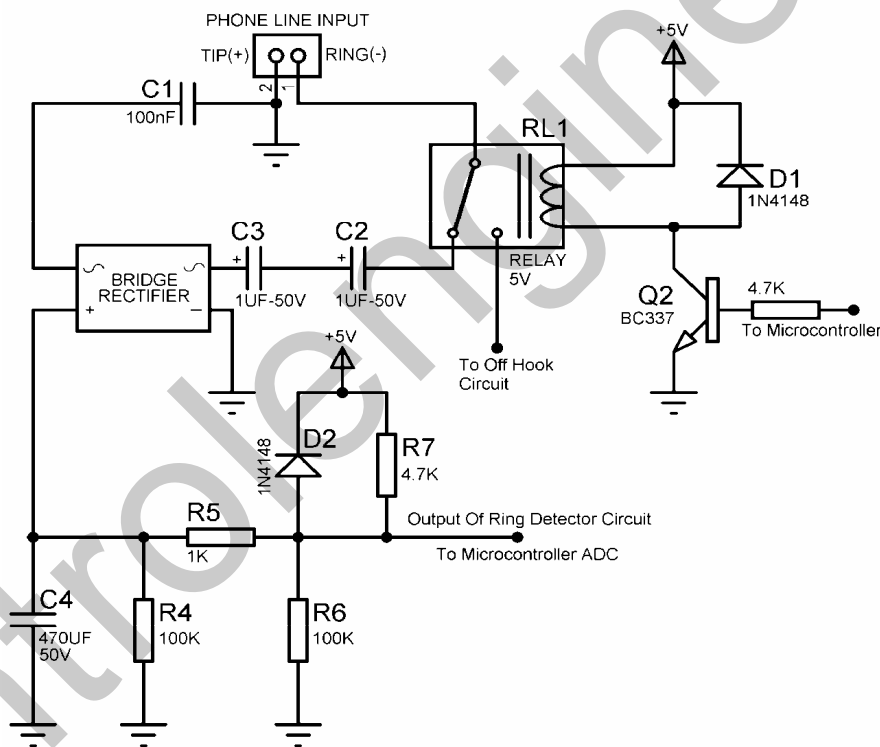 PHONE LINE INPUT
TIP(+)
RING(-)
2
1
C1
100nF
+5V
RL1
D1
1N4148
RELAY
5V
C3
1UF-50V
C2
1UF-50V
+
+
BRIDGE
RECTIFIER
+
−
Q2
BC337
4.7K
To Microcontroller
To Off Hook
Circuit
+5V
D2
1N4148
R7
4.7K
R5
1K
Output Of Ring Detector Circuit
To Microcontroller ADC
C4
470UF
50V
R4
100K
R6
100K
ntrolengine